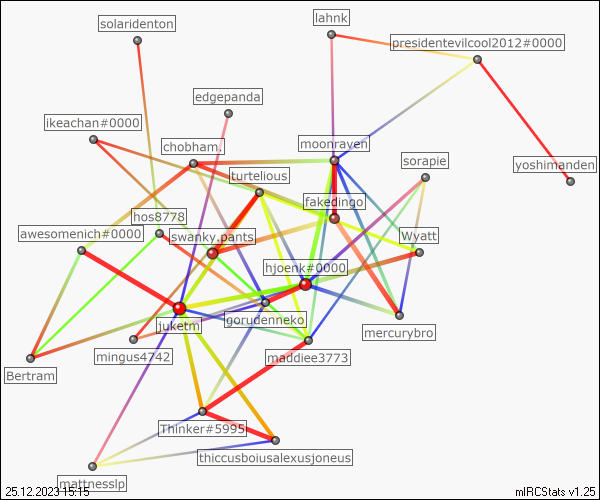 lahnk
solaridenton
presidentevilcool2012#0000
edgepanda
ikeachan#0000
chobham.
moonraven
sorapie
yoshimanden
turtelious
fakedingo
hos8778
awesomenich#0000
swanky.pants
Wyatt
hjoenk#0000
juketm
gorudenneko
mercurybro
mingus4742
maddiee3773
Bertram
Thinker#5995
thiccusboiusalexusjoneus
mattnesslp
25.12.2023 15:15
mIRCStats v1.25